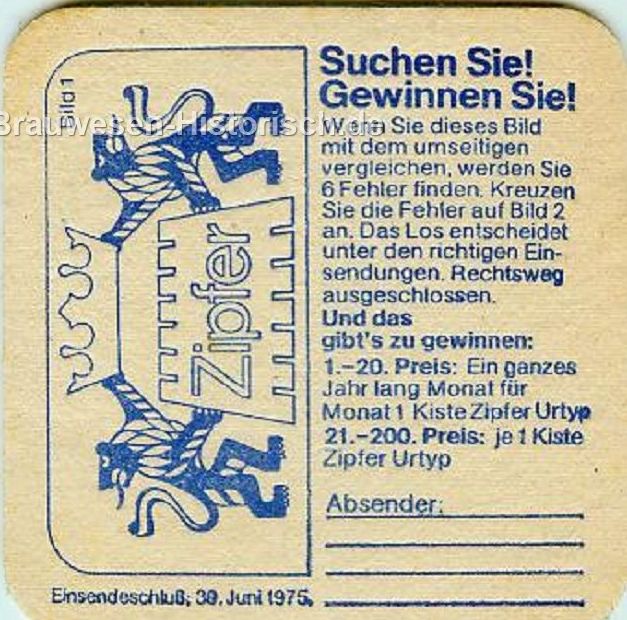 Bild 1
Brauwesen-Historisch.de
Zipfer
Suchen Sie!
Gewinnen Sie!
Wenn Sie dieses Bild
mit dem umseitigen
vergleichen, werden Sie
6 Fehler finden. Kreuzen
Sie die Fehler auf Bild 2
an. Das Los entscheidet
unter den richtigen Ein-
sendungen. Rechtsweg
ausgeschlossen.
Und das
gibt's zu gewinnen:
1.–20. Preis: Ein ganzes
Jahr lang Monat für
Monat 1 Kiste Zipfer Urtyp
21.–200. Preis: je 1 Kiste
Zipfer Urtyp
Absender:
Einsendeschluß: 30. Juni 1975.